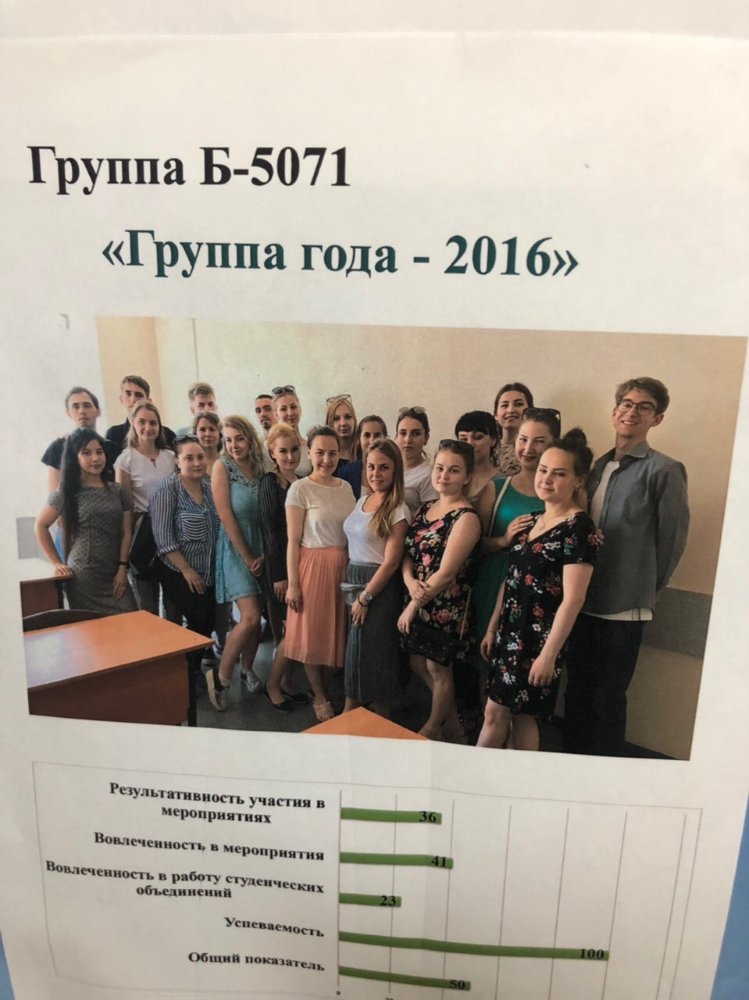 Группа Б-5071
«Группа года - 2016»
Результативность участия в
мероприятиях
36
Вовлеченность в мероприятия
41
Вовлеченность в работу студенческих
объединений
23
Успеваемость
100
Общий показатель
50